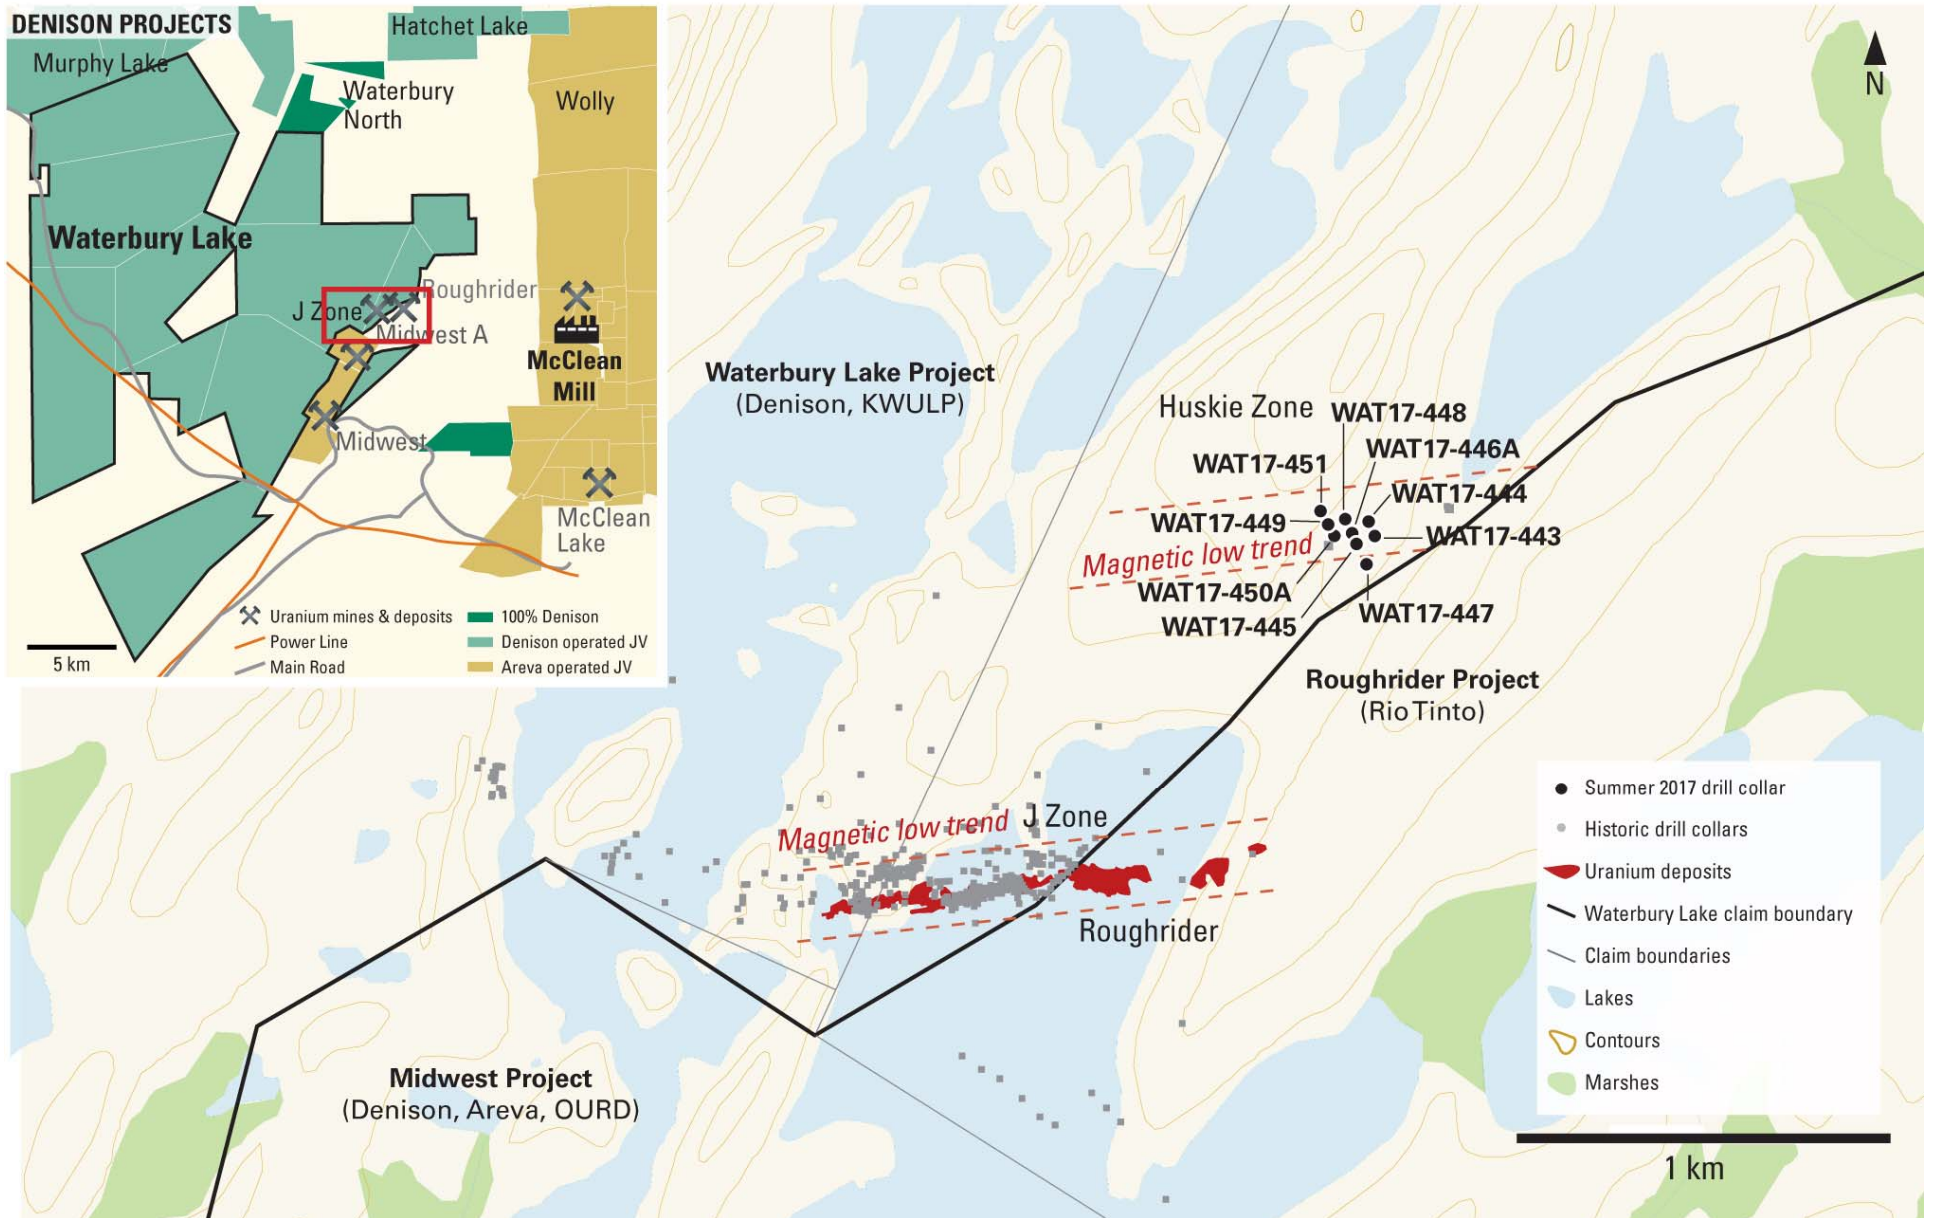 DENISON PROJECTS
Murphy Lake
Hatchet Lake
Waterbury
North
Wolly
Waterbury Lake
Roughrider
J Zone
Midwest A
McClean
Mill
Midwest
McClean
Lake
Uranium mines & deposits
Power Line
Main Road
100% Denison
Denison operated JV
Areva operated JV
5 km
N
Waterbury Lake Project
(Denison, KWULP)
Huskie Zone
WAT17-448
WAT17-446A
WAT17-451
WAT17-444
WAT17-449
WAT17-443
Magnetic low trend
WAT17-450A
WAT17-447
WAT17-445
Roughrider Project
(Rio Tinto)
Magnetic low trend
J Zone
Roughrider
Midwest Project
(Denison, Areva, OURD)
Summer 2017 drill collar
Historic drill collars
Uranium deposits
Waterbury Lake claim boundary
Claim boundaries
Lakes
Contours
Marshes
1 km